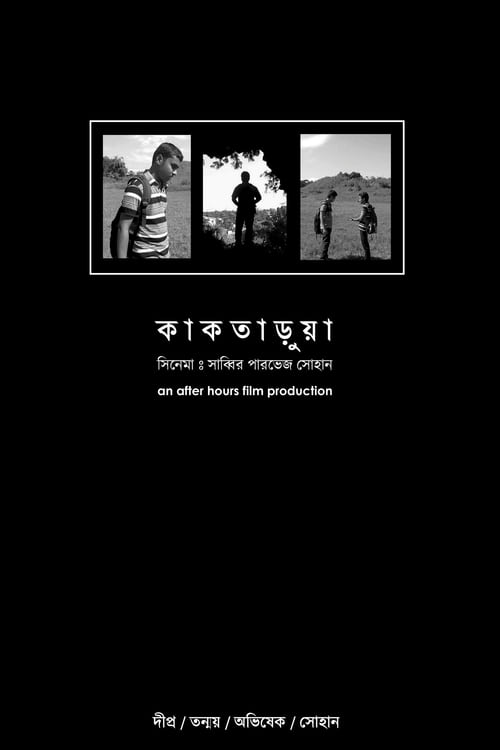 কাকতাড়ুয়া
সিনেমা ঃ সাব্বির পারভেজ সোহান
an after hours film production
দীপ্র / তন্ময় / অভিষেক / সোহান